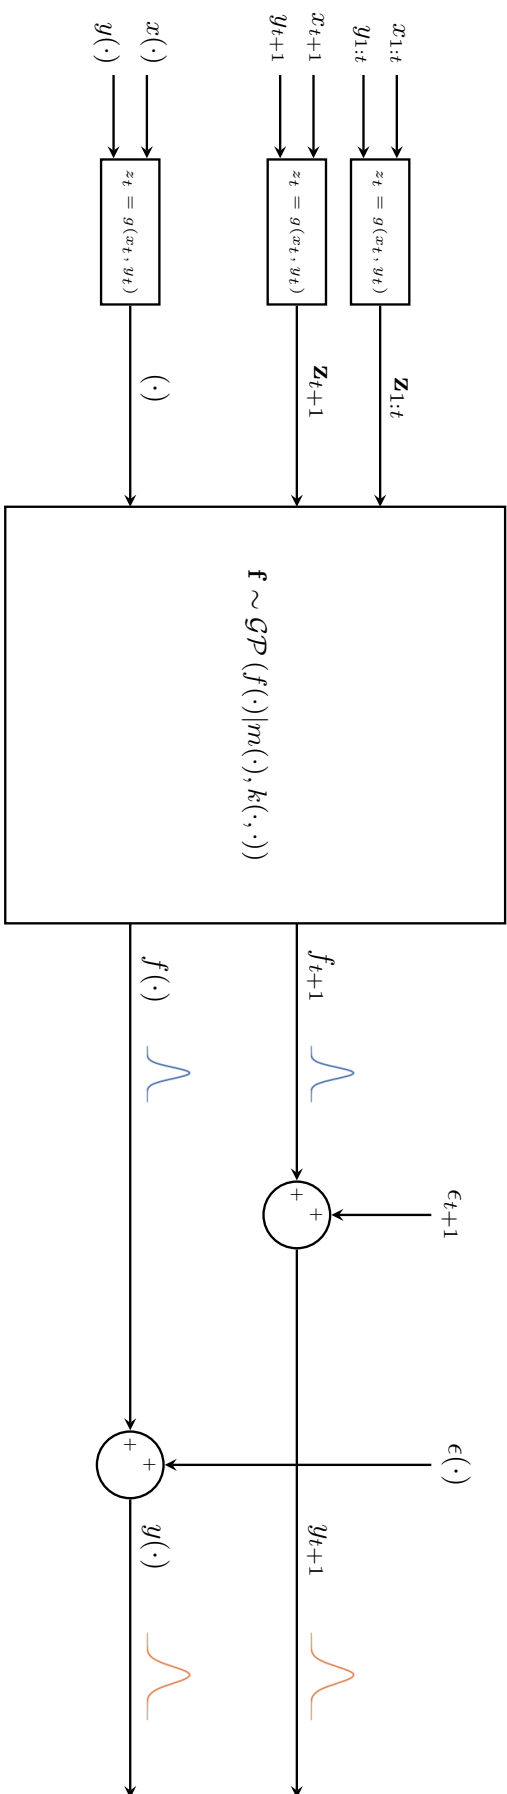 x_{1:t}
y_{1:t}
z_t = g(x_t, y_t)
𝐳_{1:t}
x_{t+1}
y_{t+1}
z_t = g(x_t, y_t)
𝐳_{t+1}
x(·)
y(·)
z_t = g(x_t, y_t)
(·)
𝐟 ∼ 𝒢𝒫 (f(·)|m(·), k(·, ·))
f_{t+1}
ϵ_{t+1}
+
+
y_{t+1}
f(·)
ϵ(·)
+
+
y(·)